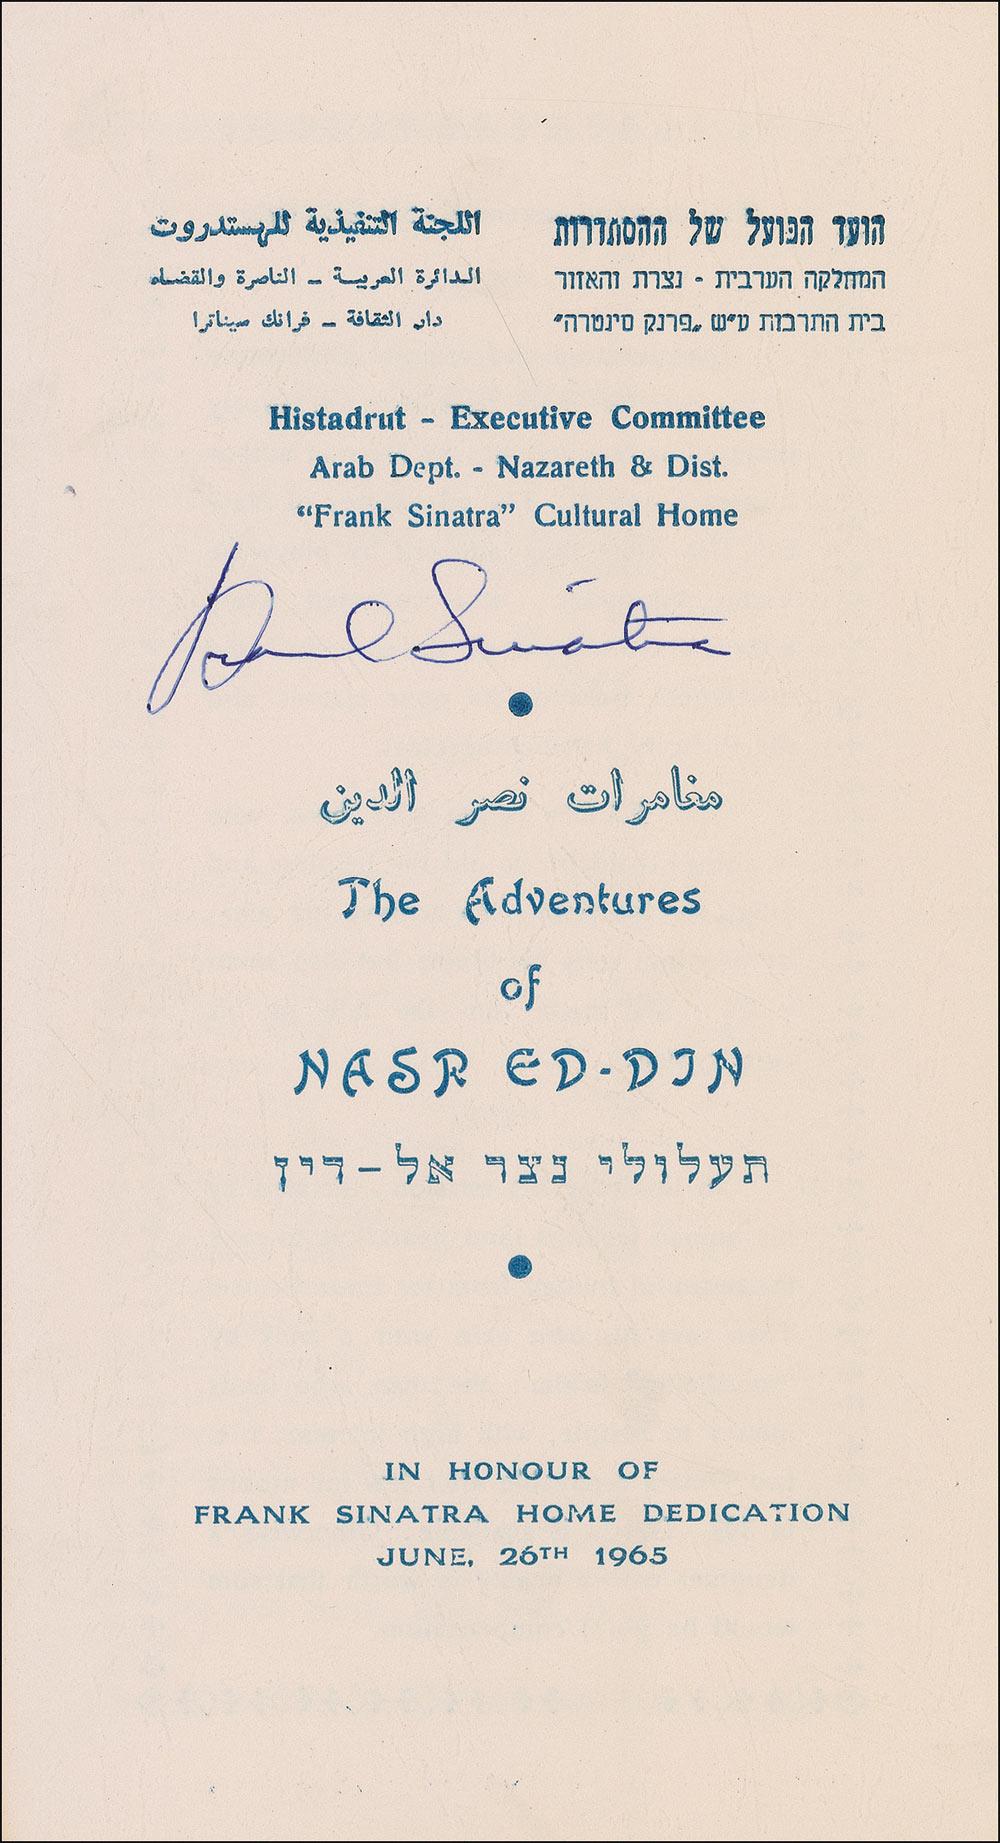 اللجنة التنفيذية للهستدروت
الدائرة العربية – الناصرة والقضاء
دار الثقافة – فرانك سيناترا
הועד הפועל של ההסתדרות
המחלקה הערבית - נצרת והאזור
בית התרבות ע״ש „פרנק סינטרה״
Histadrut - Executive Committee
Arab Dept. - Nazareth & Dist.
“Frank Sinatra” Cultural Home
Frank Sinatra
مغامرات نصر الدين
The Adventures
of
NASR ED-DIN
תעלולי נצר אל-דין
IN HONOUR OF
FRANK SINATRA HOME DEDICATION
JUNE, 26TH 1965